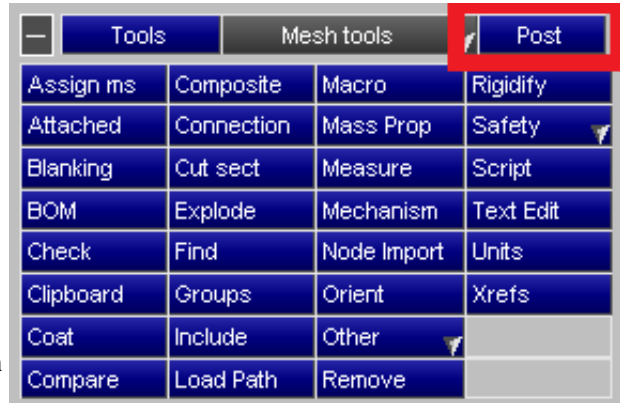 Tools Mesh tools Post
Assign ms Composite Macro Rigidify
Attached Connection Mass Prop Safety
Blanking Cut sect Measure Script
BOM Explode Mechanism Text Edit
Check Find Node Import Units
Clipboard Groups Orient Xrefs
Coat Include Other
Compare Load Path Remove